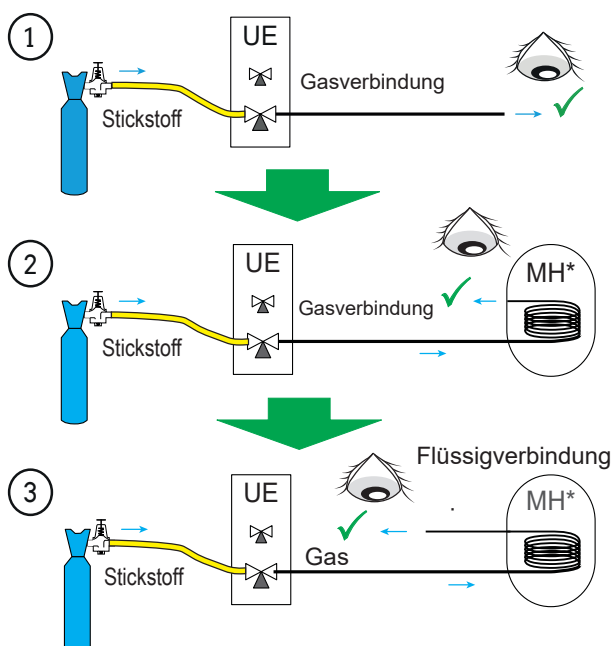 1
UE
Gasverbindung
Stickstoff
2
UE
MH*
Gasverbindung
Stickstoff
Flüssigverbindung
3
UE
MH*
Gas
Stickstoff